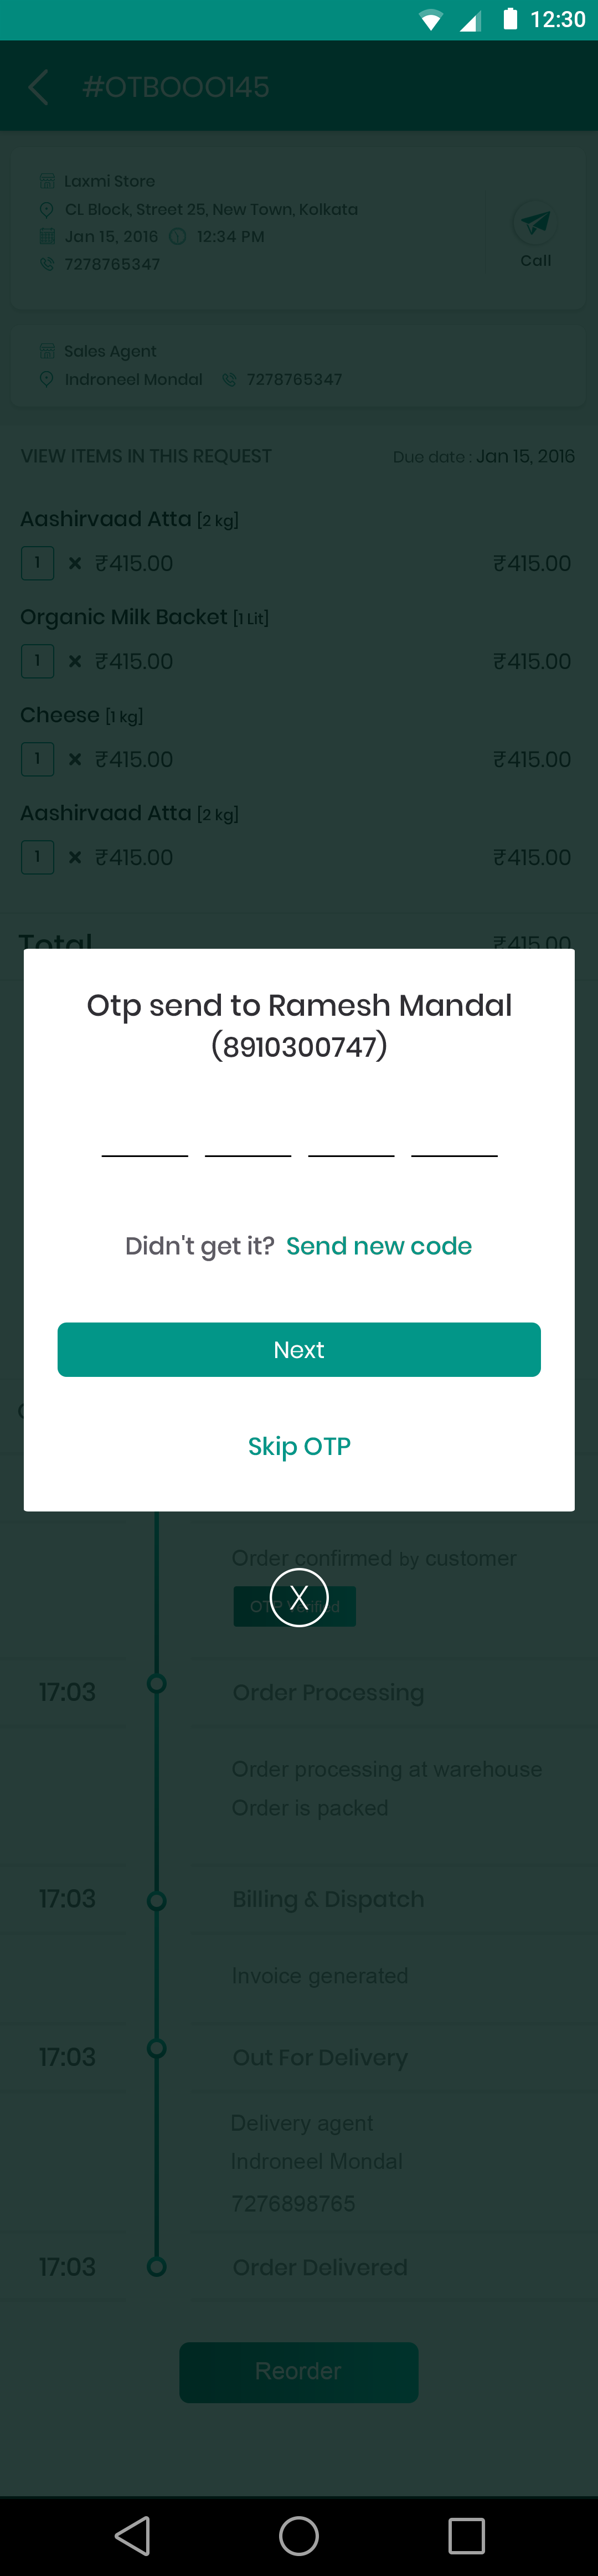 12:30
#OTBOOO145
Laxmi Store
CL Block, Street 25, New Town, Kolkata
Jan 15, 2016 12:34 PM
7278765347
Call
Sales Agent
Indroneel Mondal 7278765347
VIEW ITEMS IN THIS REQUEST Due date : Jan 15, 2016
Aashirvaad Atta [2 kg]
1 × ₹415.00 ₹415.00
Organic Milk Backet [1 Lit]
1 × ₹415.00 ₹415.00
Cheese [1 kg]
1 × ₹415.00 ₹415.00
Aashirvaad Atta [2 kg]
1 × ₹415.00 ₹415.00
Total ₹415.00
Otp send to Ramesh Mandal
(8910300747)
Didn't get it? Send new code
Next
Skip OTP
Order confirmed by customer
OTP Verified
X
17:03 Order Processing
Order processing at warehouse
Order is packed
17:03 Billing & Dispatch
Invoice generated
17:03 Out For Delivery
Delivery agent
Indroneel Mondal
7276898765
17:03 Order Delivered
Reorder